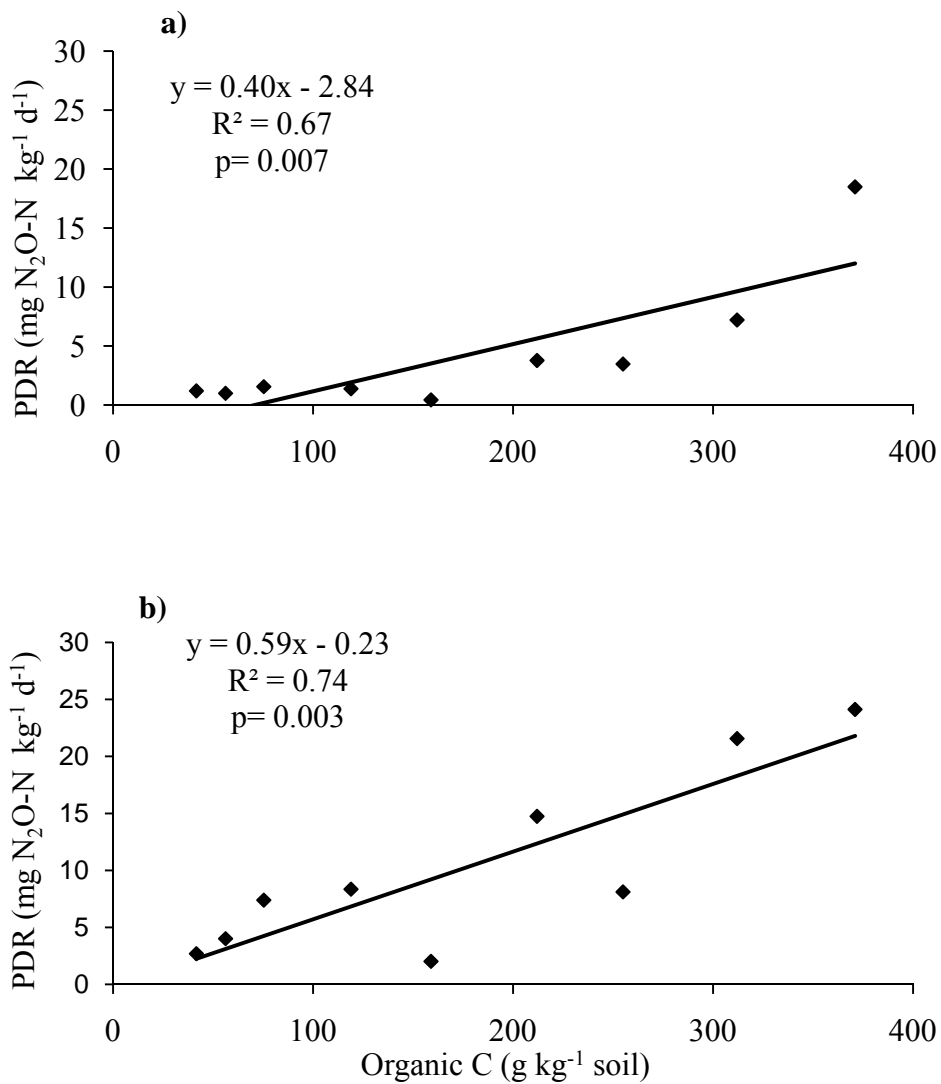 a)
y = 0.40x - 2.84
R² = 0.67
p= 0.007
PDR (mg N₂O-N kg⁻¹ d⁻¹)
30
25
20
15
10
5
0
0 100 200 300 400
b)
y = 0.59x - 0.23
R² = 0.74
p= 0.003
PDR (mg N₂O-N kg⁻¹ d⁻¹)
30
25
20
15
10
5
0
0 100 200 300 400
Organic C (g kg⁻¹ soil)